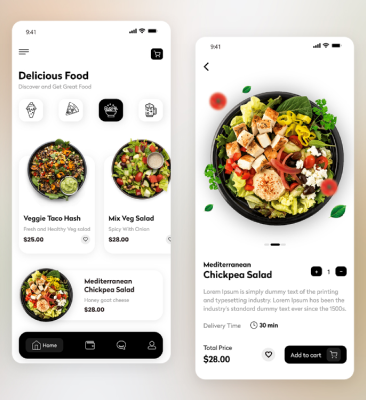 9:41
Delicious Food
Discover and Get Great Food
Veggie Taco Hash
Fresh and Healthy Veg salad
$25.00
Mix Veg Salad
Spicy With Onion
$28.00
Mediterranean
Chickpea Salad
Honey goat cheese
$28.00
Home
9:41
Mediterranean
Chickpea Salad
1
Lorem Ipsum is simply dummy text of the printing
and typesetting industry. Lorem Ipsum has been the
industry's standard dummy text ever since the 1500s.
Delivery Time
30 min
Total Price
$28.00
Add to cart